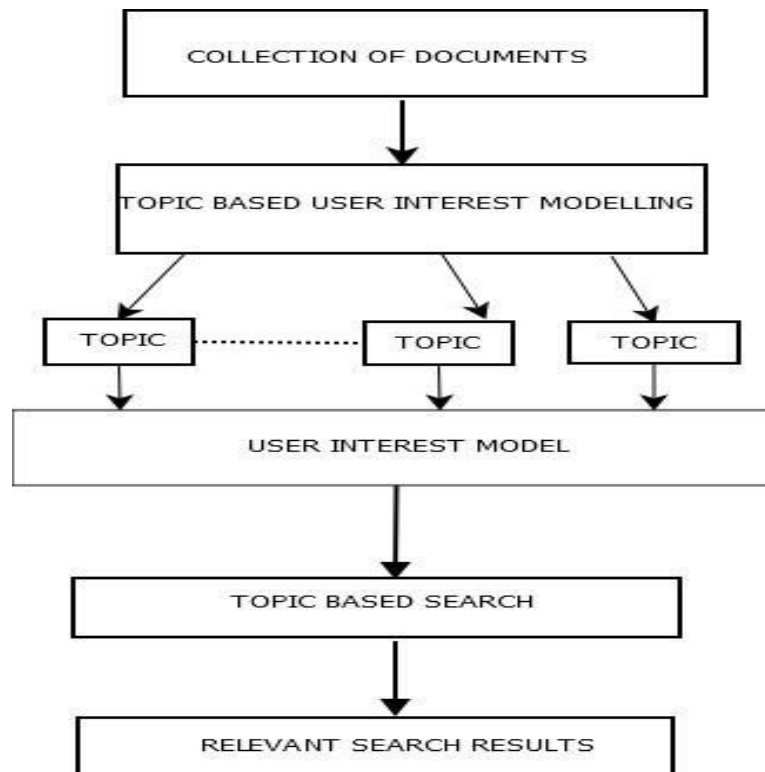 COLLECTION OF DOCUMENTS
TOPIC BASED USER INTEREST MODELLING
TOPIC
TOPIC
TOPIC
USER INTEREST MODEL
TOPIC BASED SEARCH
RELEVANT SEARCH RESULTS